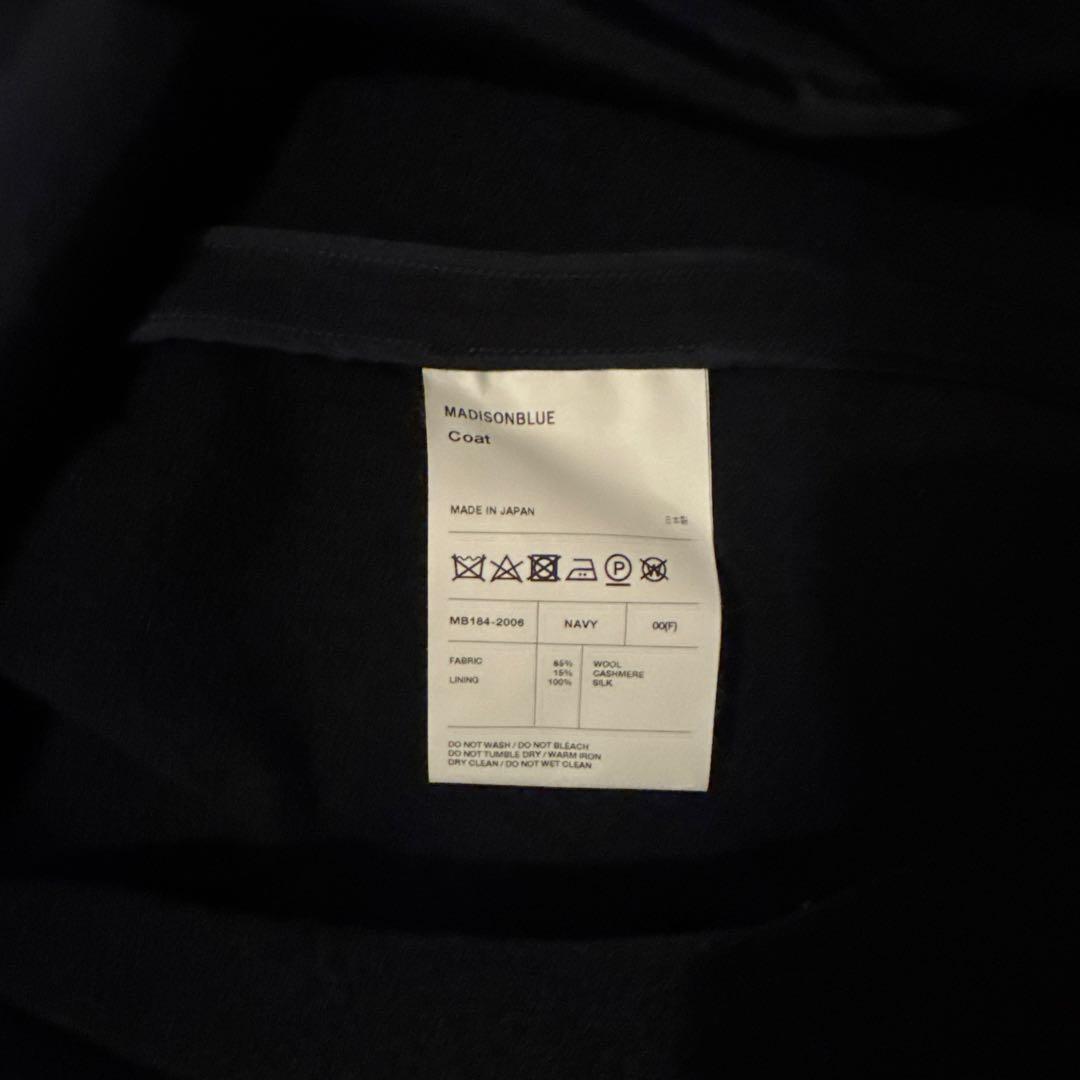 MADISONBLUE
Coat
MADE IN JAPAN 日本製
P W
MB184-2006 NAVY 00(F)
FABRIC 85% WOOL
15% CASHMERE
LINING 100% SILK
DO NOT WASH / DO NOT BLEACH
DO NOT TUMBLE DRY / WARM IRON
DRY CLEAN / DO NOT WET CLEAN